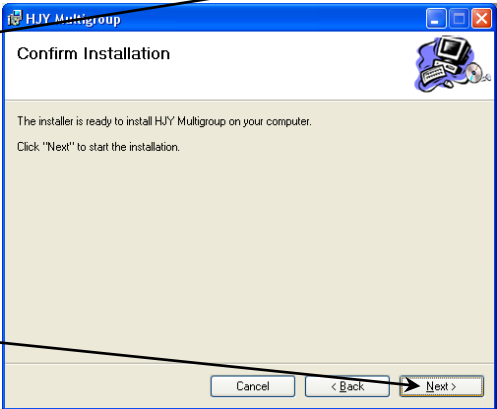 HJY Multigroup
Confirm Installation
The installer is ready to install HJY Multigroup on your computer.
Click "Next" to start the installation.
Cancel
< Back
Next >